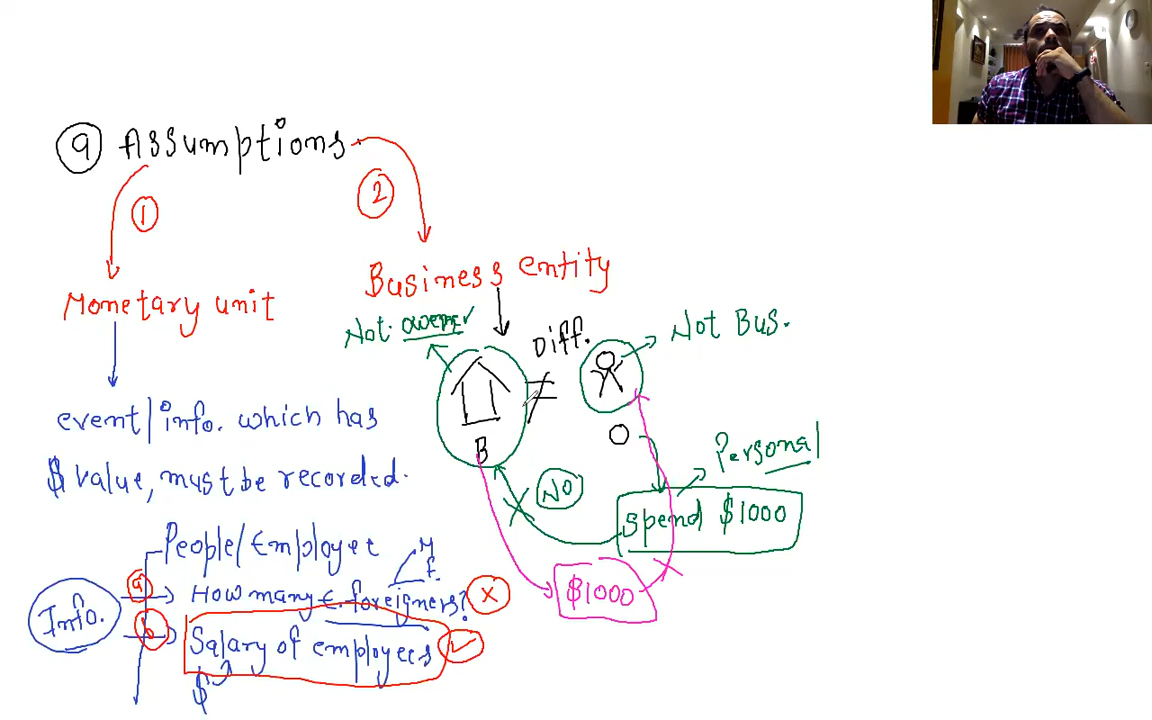 9 Assumptions
1
2
Monetary unit
event/info. which has
$ value, must be recorded.
Info.
People/Employee
a
How many E. foreigners?
M
F.
x
b
Salary of employees
$
Business entity
Not owner
Diff.
Not Bus.
B
O
Personal
Spend $1000
NO
$1000